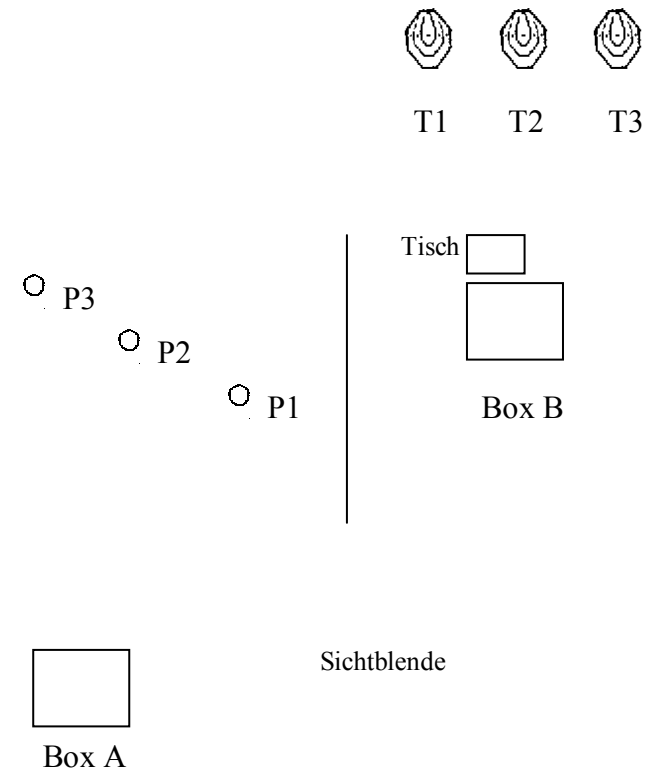 T1 T2 T3
Tisch
P3
P2
P1
Box B
Sichtblende
Box A